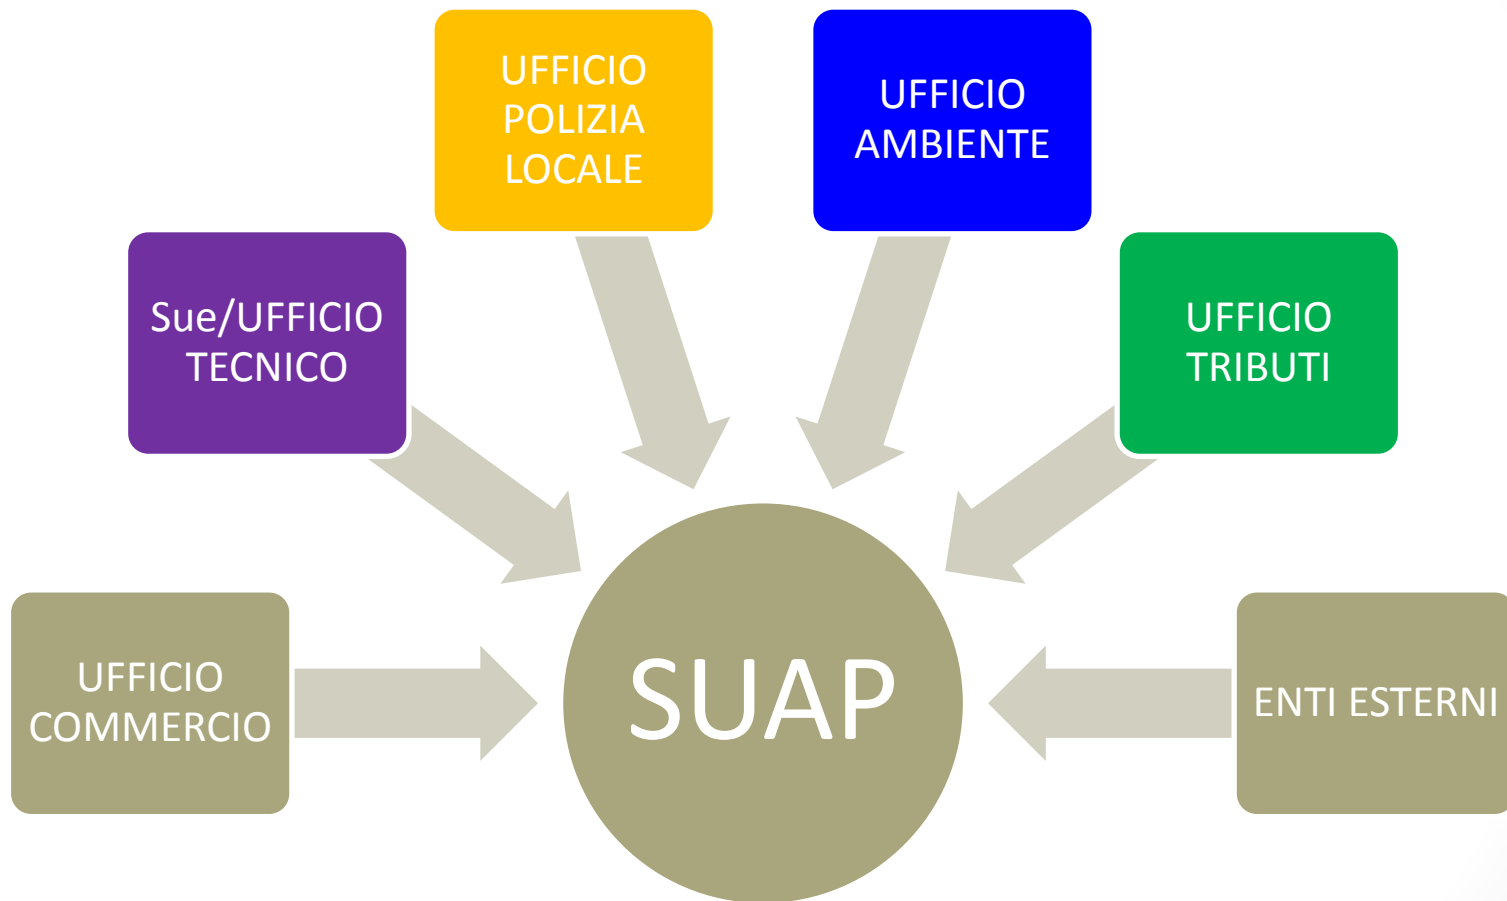 UFFICIO
POLIZIA
LOCALE
UFFICIO
AMBIENTE
Sue/UFFICIO
TECNICO
UFFICIO
TRIBUTI
UFFICIO
COMMERCIO
SUAP
ENTI ESTERNI